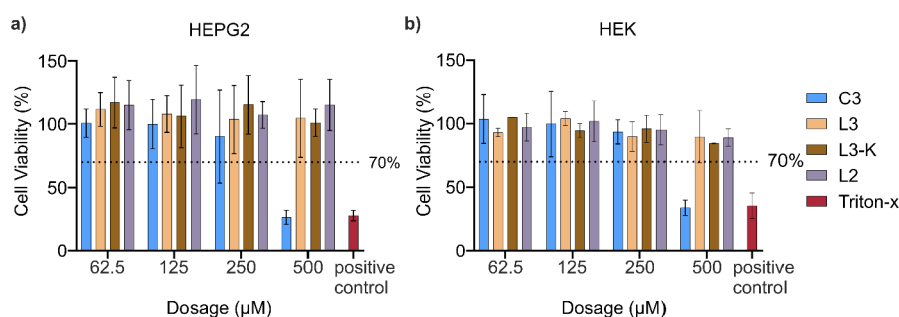 a)
HEPG2
Cell Viability (%)
150
100
50
0
70%
62.5 125 250 500 positive control
Dosage (µM)
b)
HEK
Cell Viability (%)
150
100
50
0
70%
62.5 125 250 500 positive control
Dosage (µM)
C3
L3
L3-K
L2
Triton-x